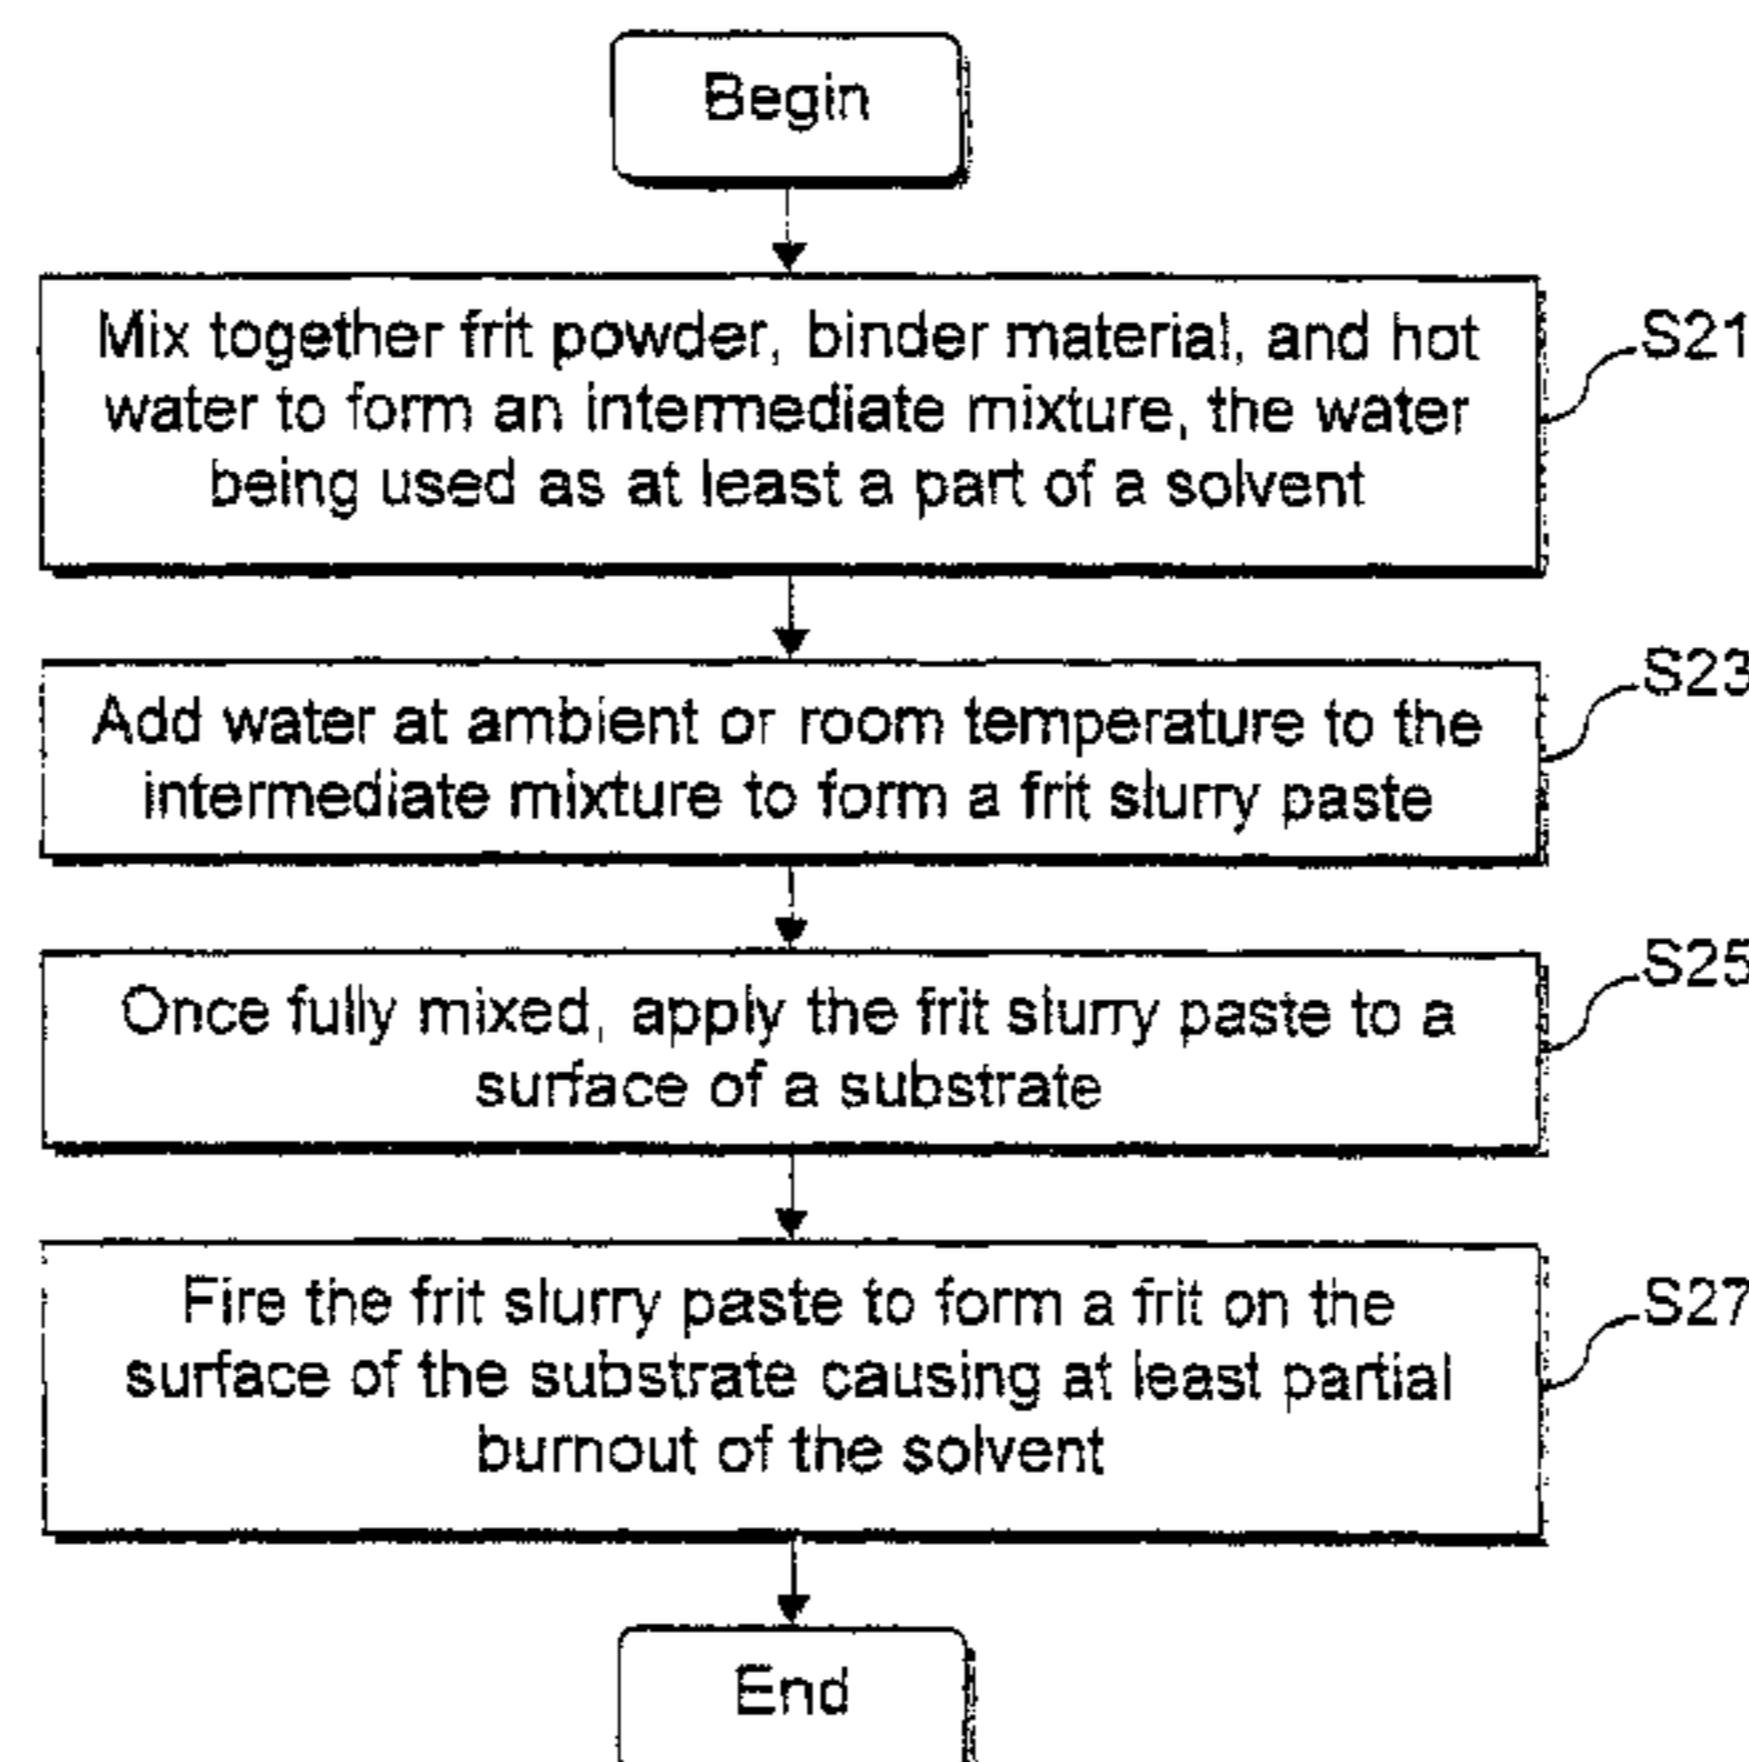 Begin
Mix together frit powder, binder material, and hot
water to form an intermediate mixture, the water
being used as at least a part of a solvent
S21
Add water at ambient or room temperature to the
intermediate mixture to form a frit slurry paste
S23
Once fully mixed, apply the frit slurry paste to a
surface of a substrate
S25
Fire the frit slurry paste to form a frit on the
surface of the substrate causing at least partial
burnout of the solvent
S27
End